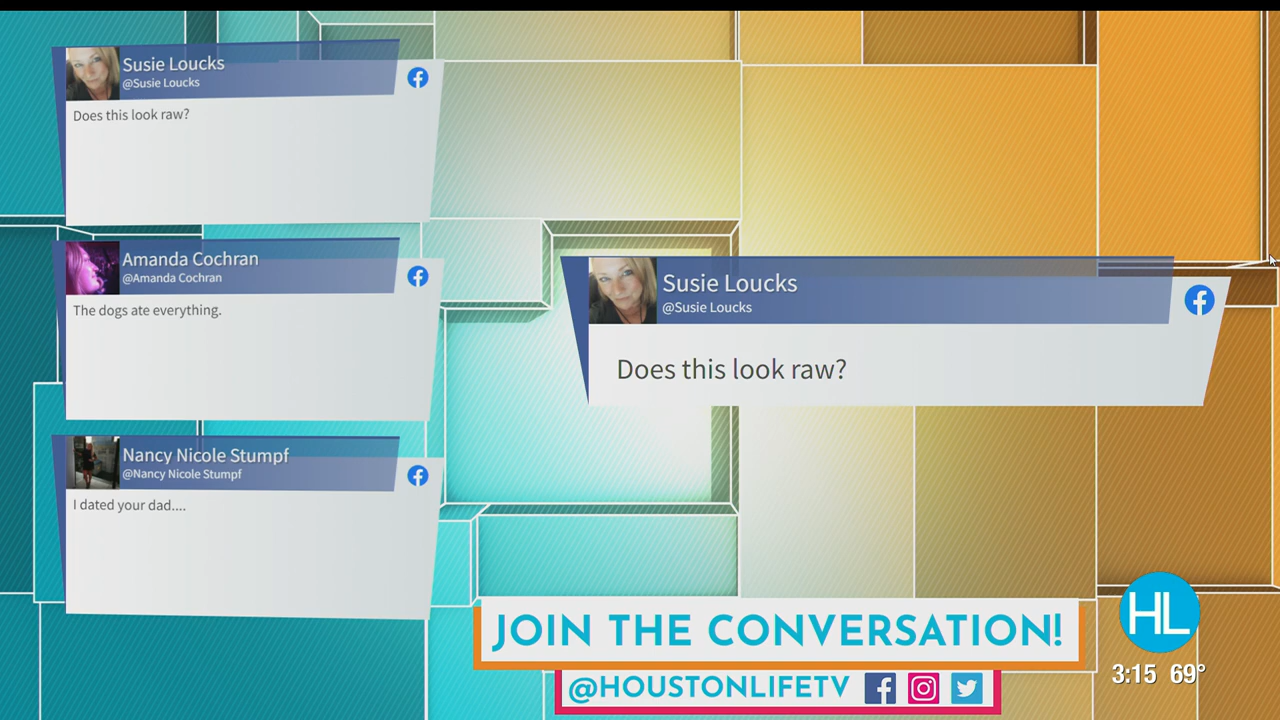 Susie Loucks
@Susie Loucks
Does this look raw?
Amanda Cochran
@Amanda Cochran
The dogs ate everything.
Nancy Nicole Stumpf
@Nancy Nicole Stumpf
I dated your dad....
Susie Loucks
@Susie Loucks
Does this look raw?
JOIN THE CONVERSATION!
@HOUSTONLIFETV
HL
3:15 69°